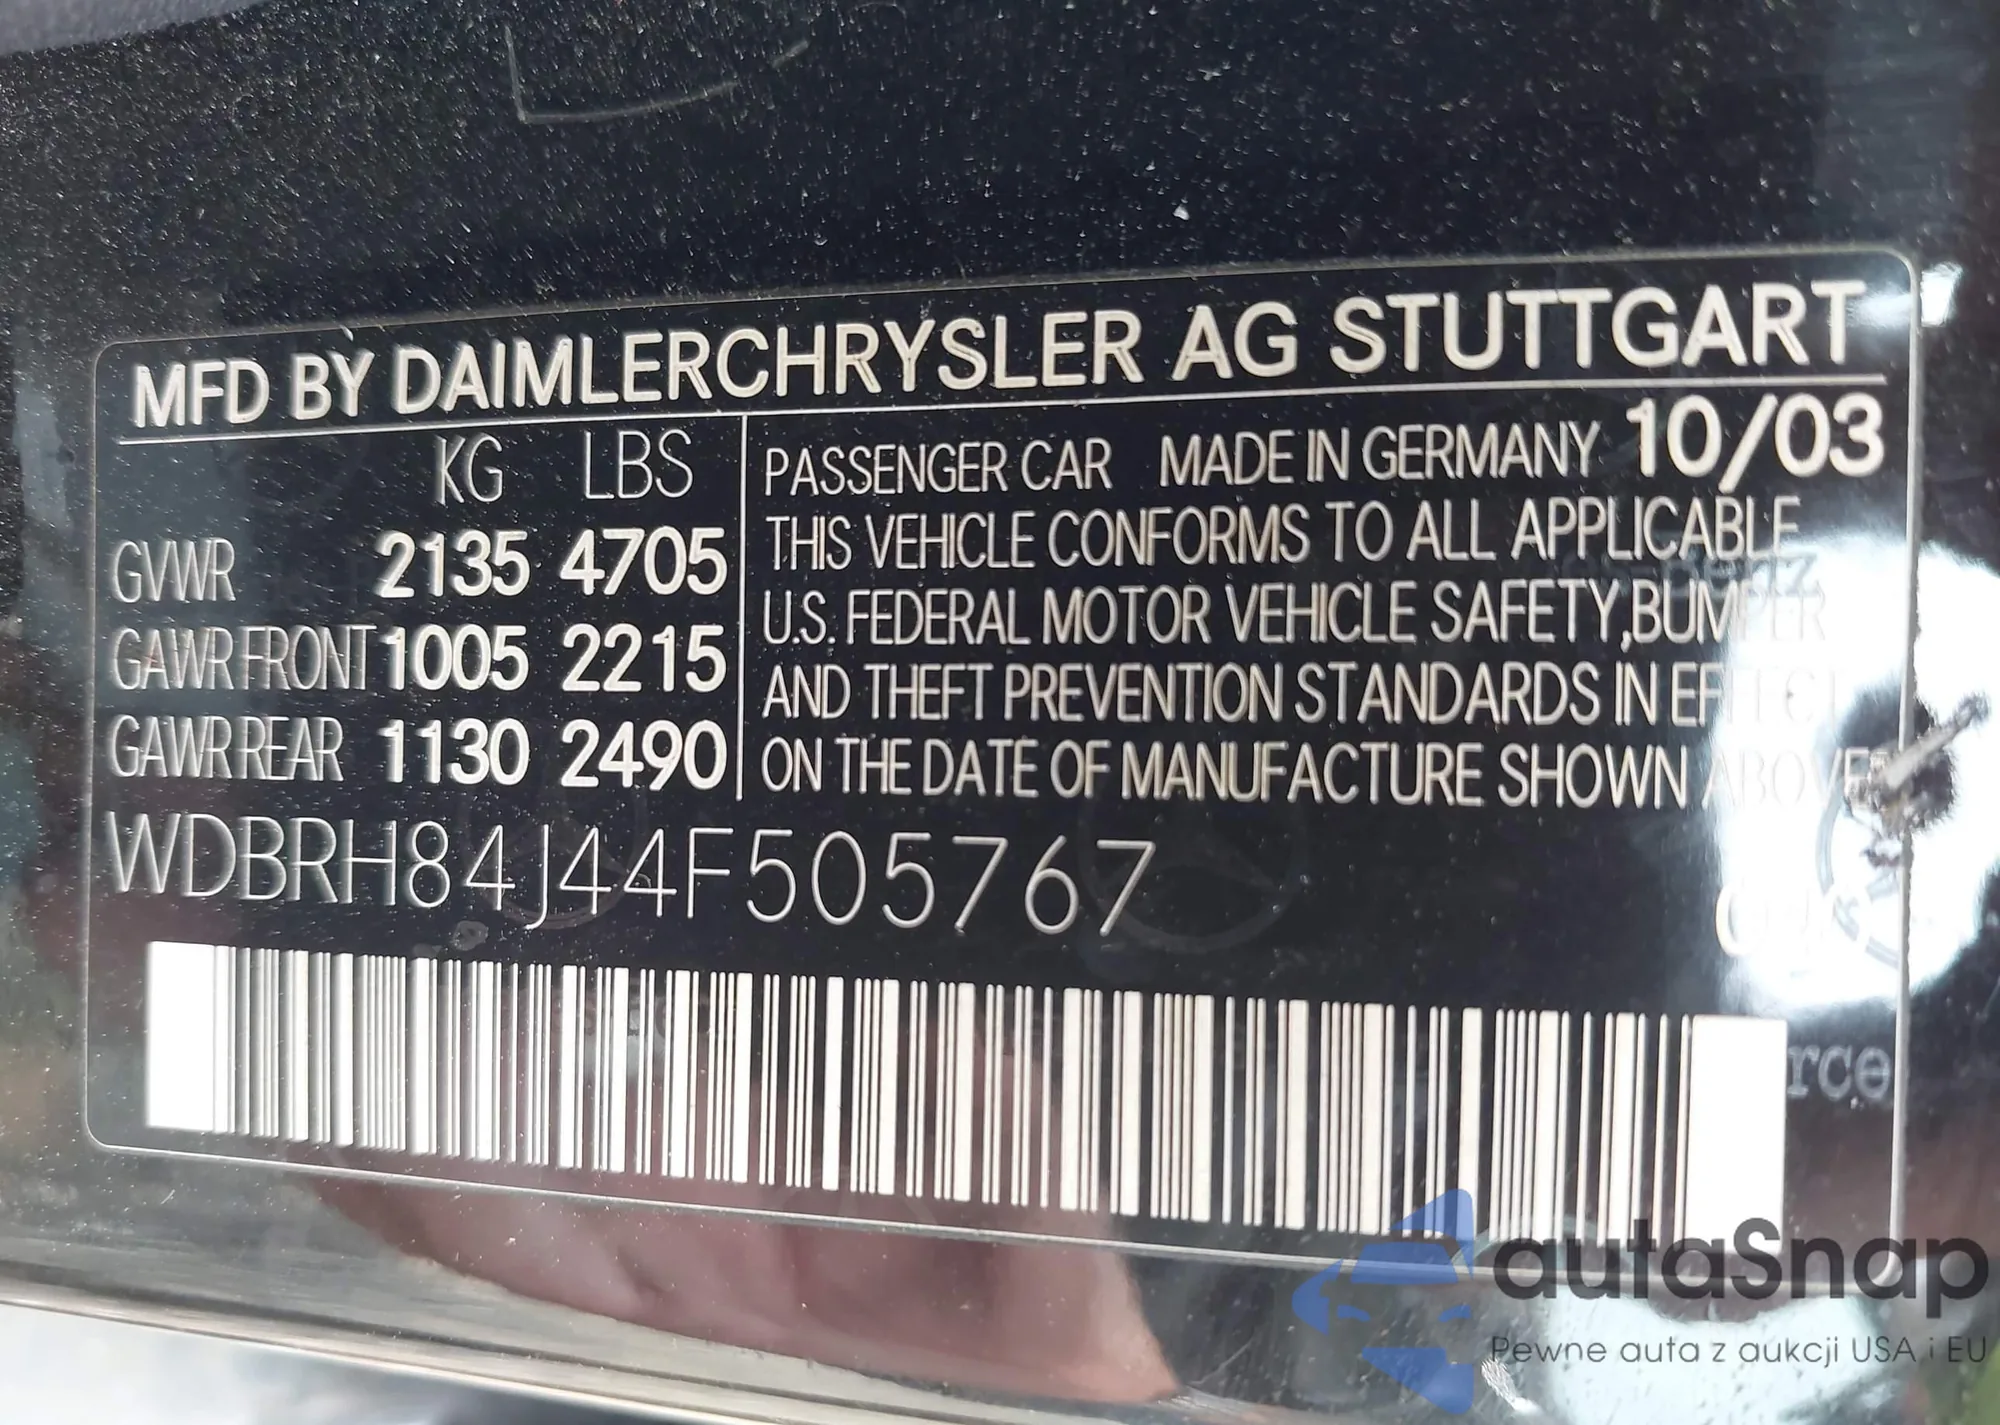 MFD BY DAIMLERCHRYSLER AG STUTTGART
KG LBS
GVWR 2135 4705
GAWR FRONT 1005 2215
GAWR REAR 1130 2490
PASSENGER CAR MADE IN GERMANY 10/03
THIS VEHICLE CONFORMS TO ALL APPLICABLE
U.S. FEDERAL MOTOR VEHICLE SAFETY,BUMPER
AND THEFT PREVENTION STANDARDS IN EFFECT
ON THE DATE OF MANUFACTURE SHOWN ABOVE
WDBRH84J44F505767
autaSnap
Pewne auta z aukcji USA i EU